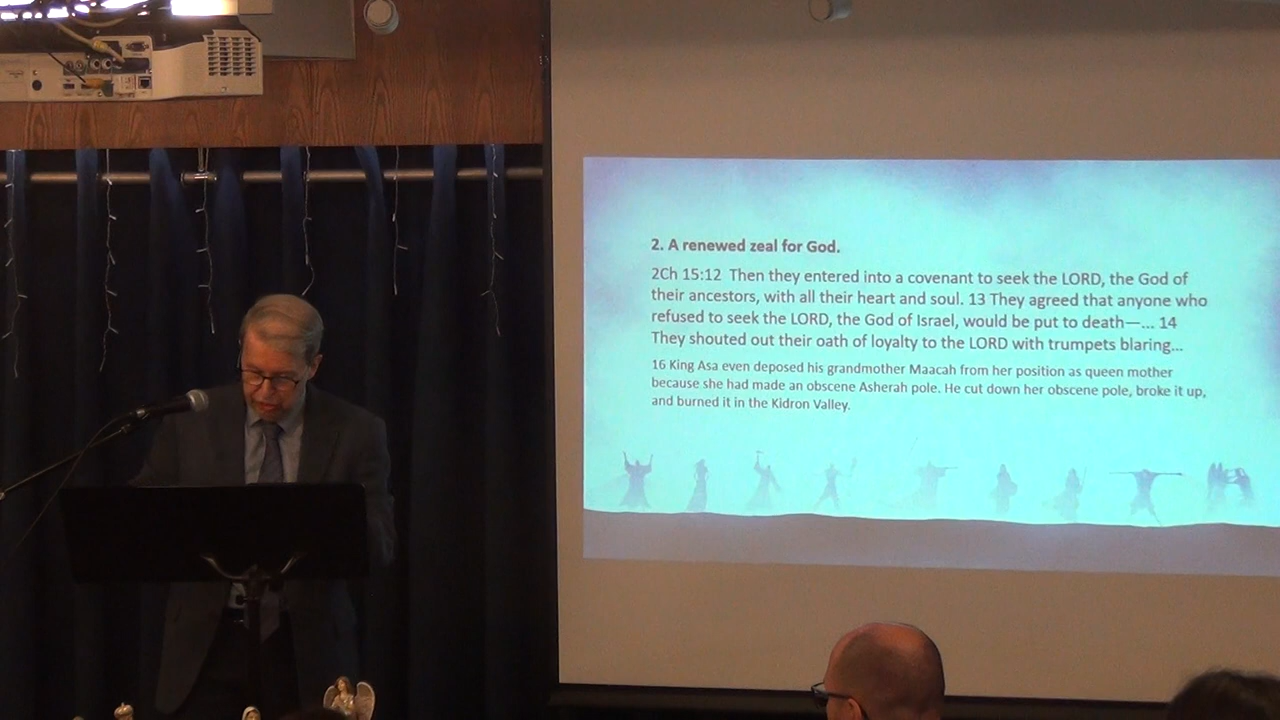 2. A renewed zeal for God.
2Ch 15:12 Then they entered into a covenant to seek the LORD, the God of
their ancestors, with all their heart and soul. 13 They agreed that anyone who
refused to seek the LORD, the God of Israel, would be put to death—... 14
They shouted out their oath of loyalty to the LORD with trumpets blaring...
16 King Asa even deposed his grandmother Maacah from her position as queen mother
because she had made an obscene Asherah pole. He cut down her obscene pole, broke it up,
and burned it in the Kidron Valley.